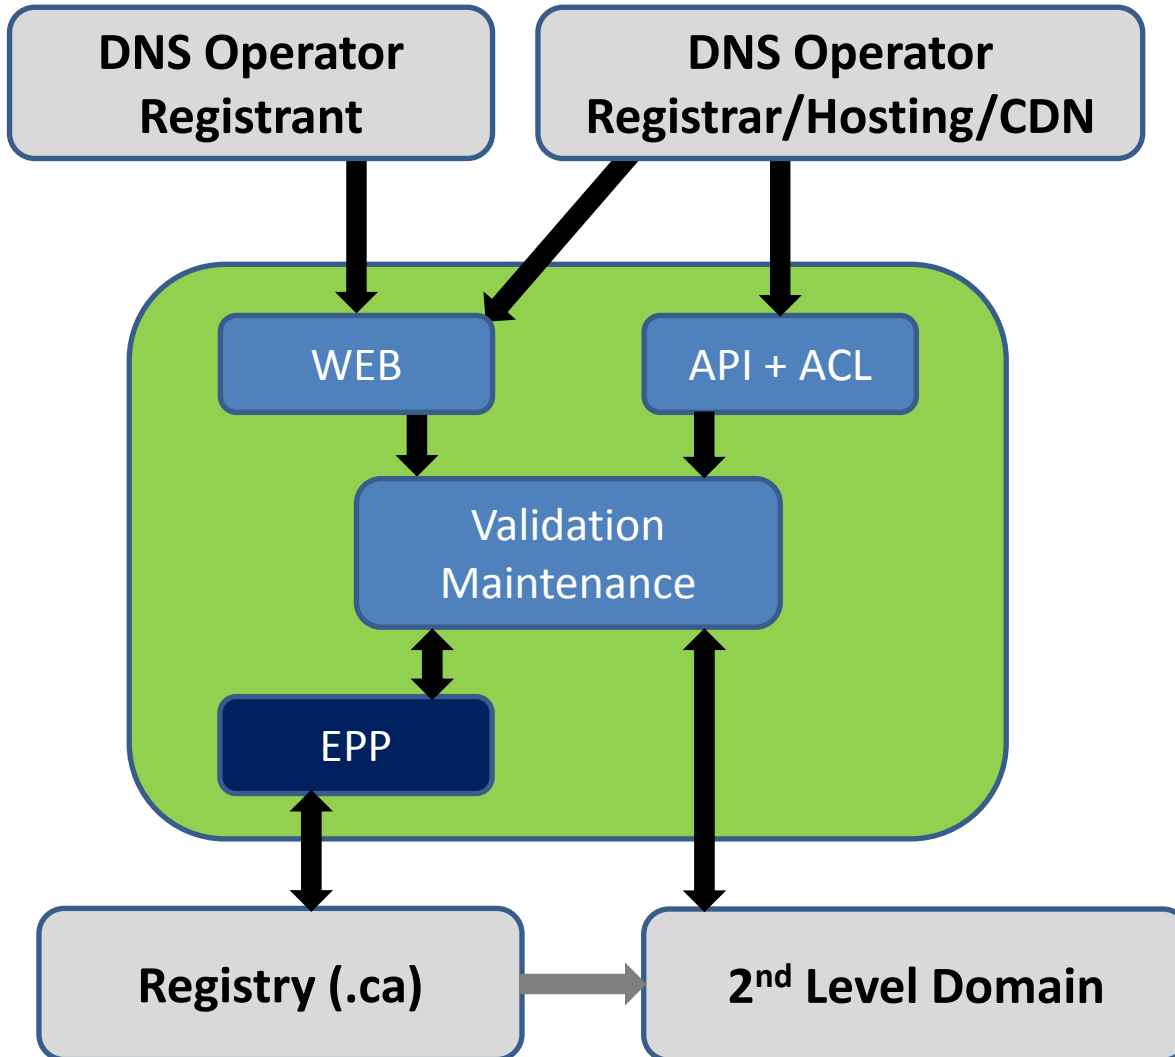 DNS Operator
Registrant
DNS Operator
Registrar/Hosting/CDN
WEB
API + ACL
Validation
Maintenance
EPP
Registry (.ca)
2nd Level Domain